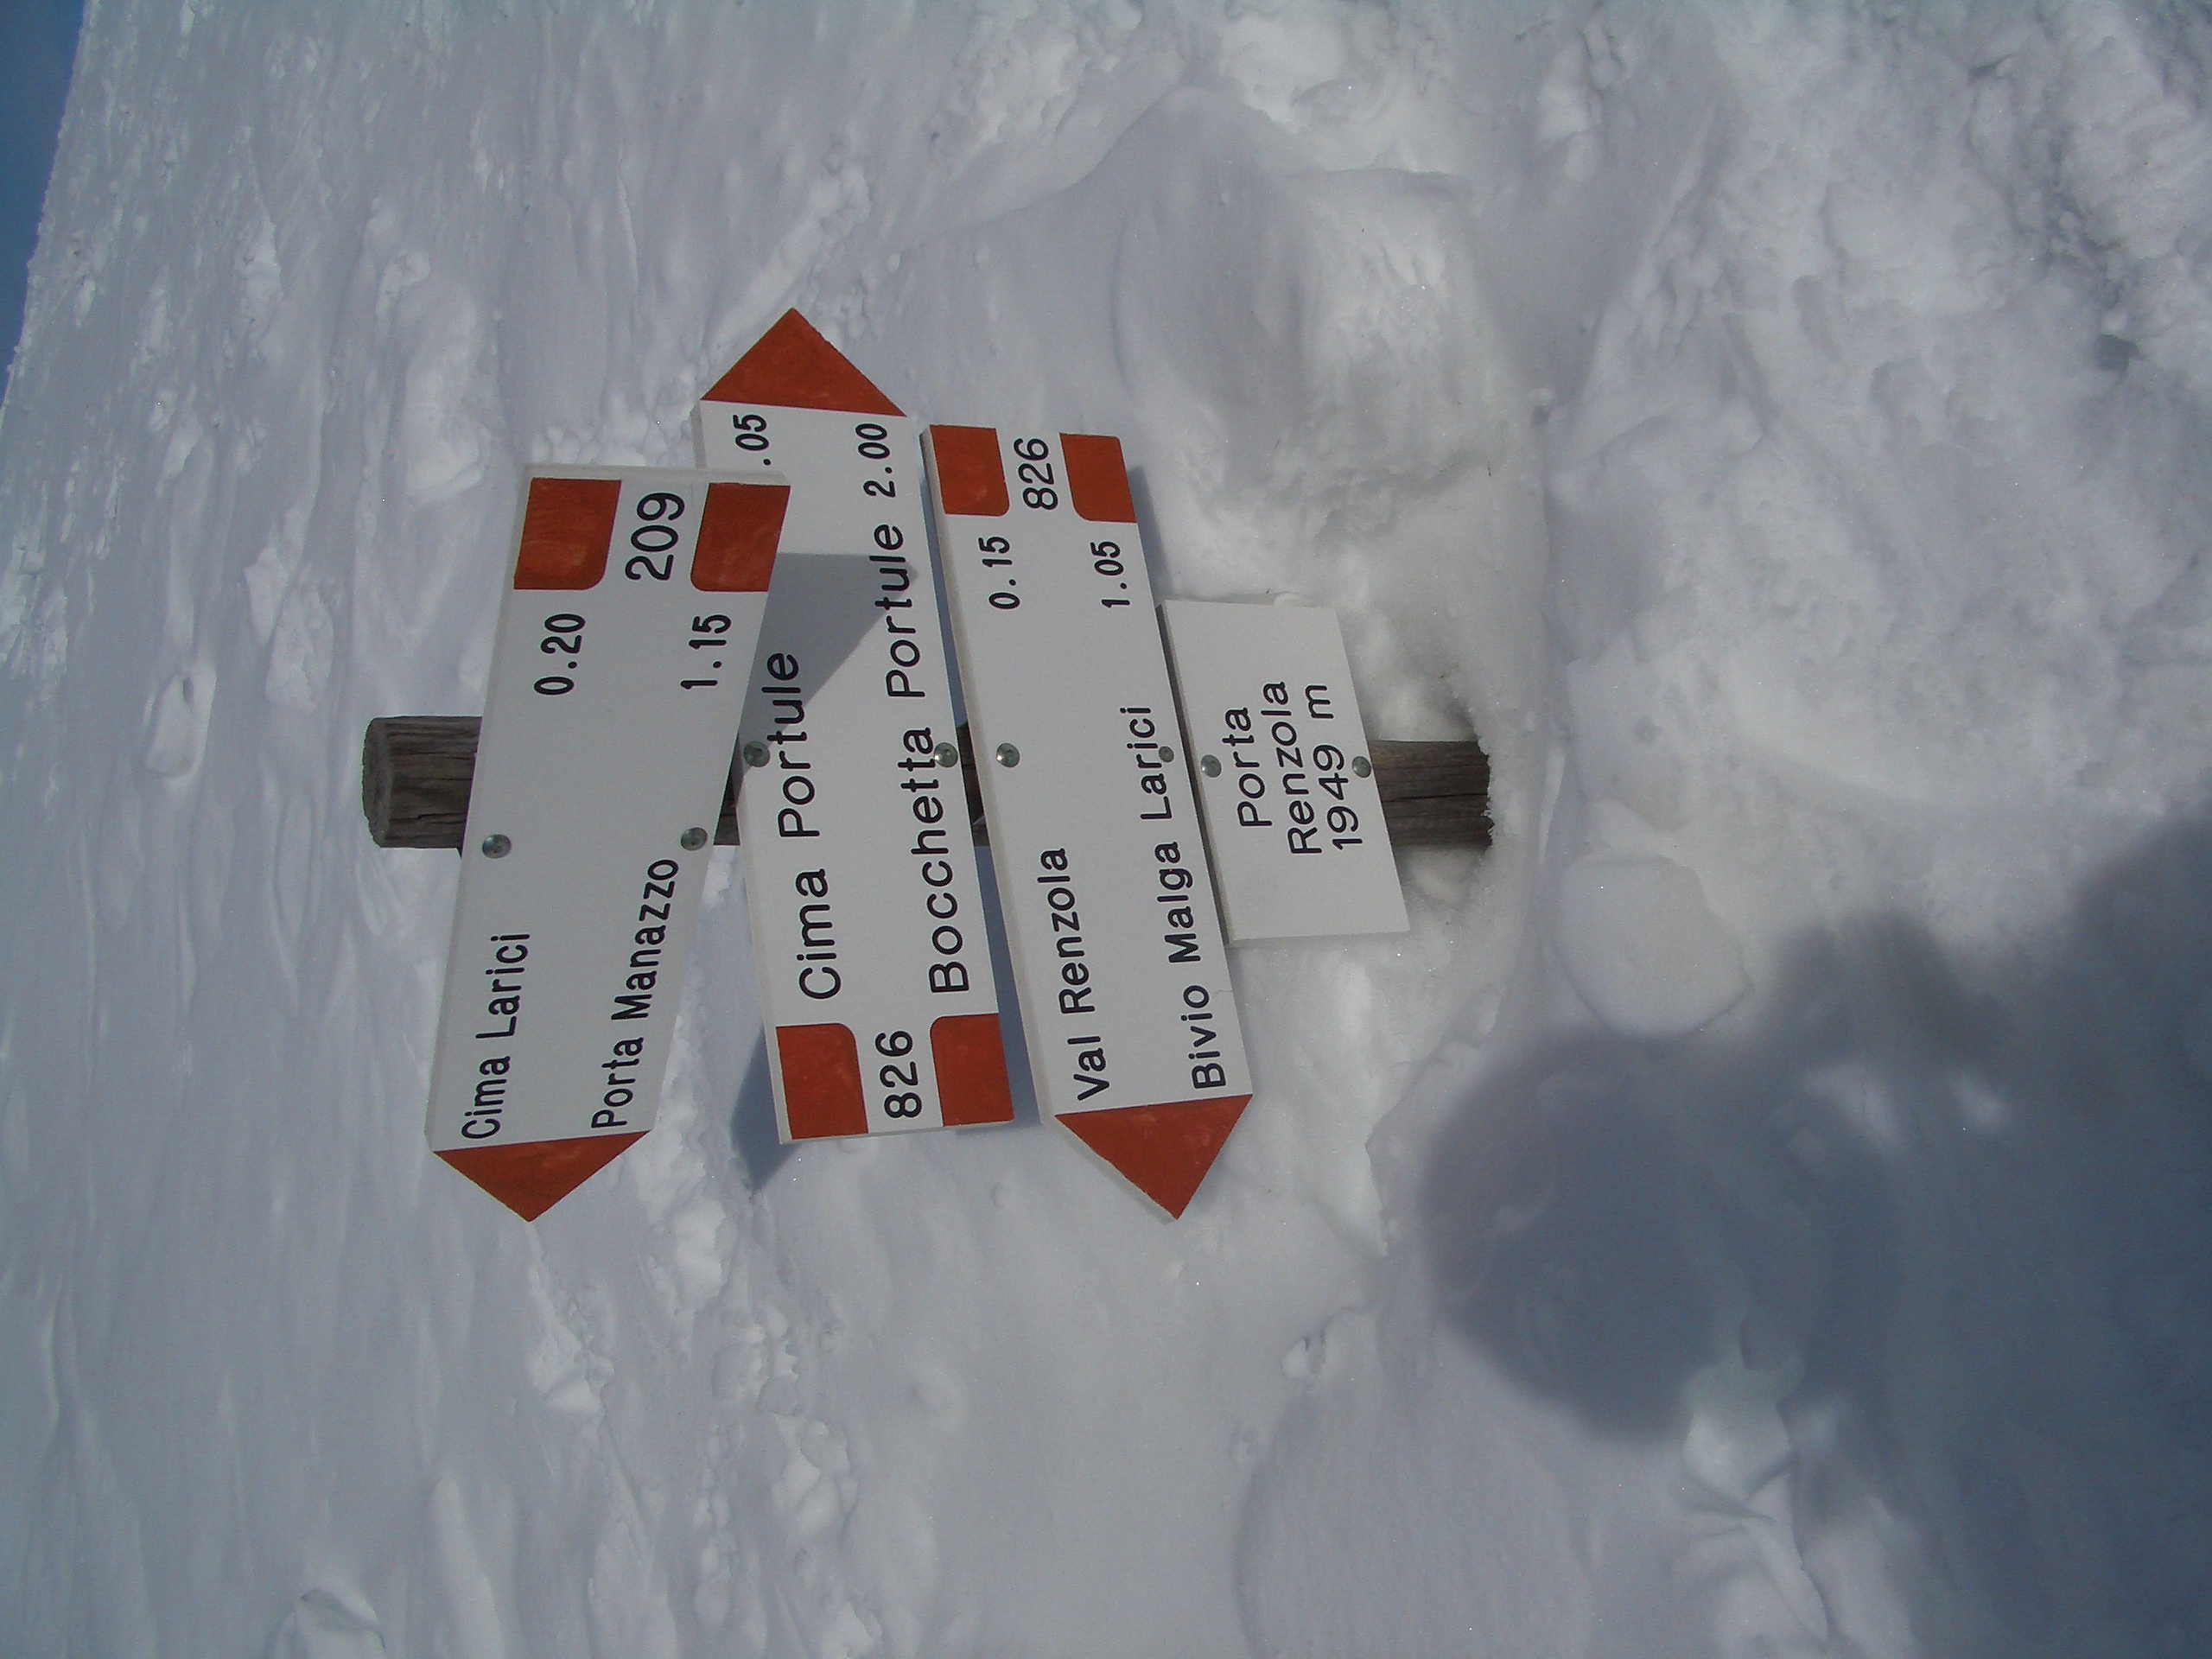 Cima Larici 0.20
209
Porta Manazzo 1.15
Cima Portule .05
826
Bocchetta Portule 2.00
Val Renzola 0.15
826
Bivio Malga Larici 1.05
Porta
Renzola
1949 m